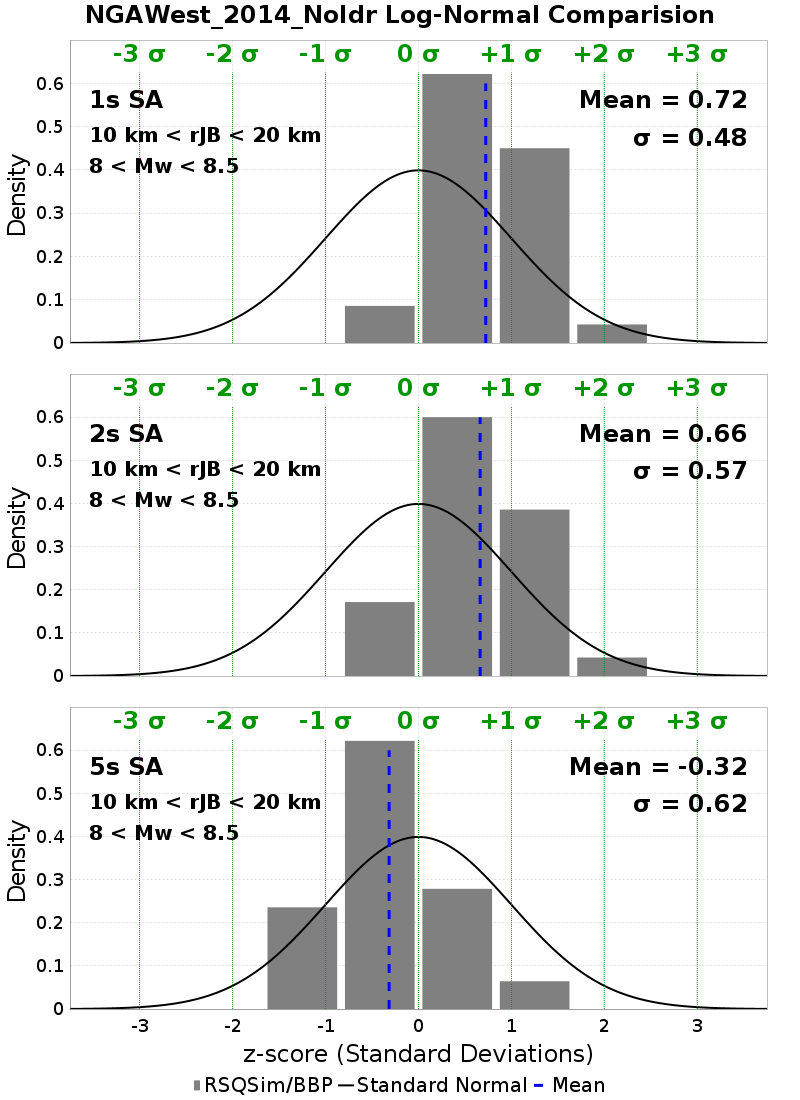 NGAWest_2014_NoIdr Log-Normal Comparision
-3 σ -2 σ -1 σ 0 σ +1 σ +2 σ +3 σ
1s SA
10 km < rJB < 20 km
8 < Mw < 8.5
Mean = 0.72
σ = 0.48
0.6
0.5
0.4
0.3
0.2
0.1
0
Density
-3 σ -2 σ -1 σ 0 σ +1 σ +2 σ +3 σ
2s SA
10 km < rJB < 20 km
8 < Mw < 8.5
Mean = 0.66
σ = 0.57
0.6
0.5
0.4
0.3
0.2
0.1
0
Density
-3 σ -2 σ -1 σ 0 σ +1 σ +2 σ +3 σ
5s SA
10 km < rJB < 20 km
8 < Mw < 8.5
Mean = -0.32
σ = 0.62
0.6
0.5
0.4
0.3
0.2
0.1
0
Density
-3 -2 -1 0 1 2 3
z-score (Standard Deviations)
RSQSim/BBP Standard Normal Mean